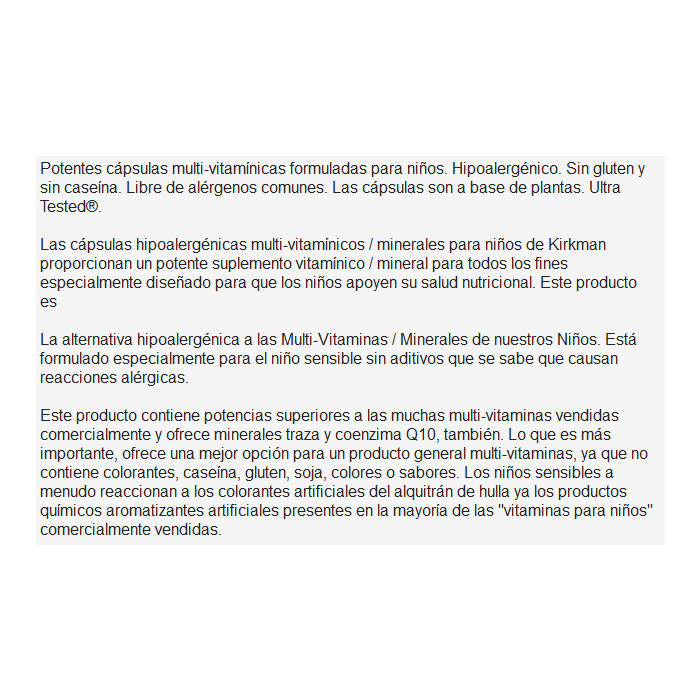 Potentes cápsulas multi-vitamínicas formuladas para niños. Hipoalergénico. Sin gluten y
sin caseína. Libre de alérgenos comunes. Las cápsulas son a base de plantas. Ultra
Tested®.
Las cápsulas hipoalergénicas multi-vitamínicos / minerales para niños de Kirkman
proporcionan un potente suplemento vitamínico / mineral para todos los fines
especialmente diseñado para que los niños apoyen su salud nutricional. Este producto
es
La alternativa hipoalergénica a las Multi-Vitaminas / Minerales de nuestros Niños. Está
formulado especialmente para el niño sensible sin aditivos que se sabe que causan
reacciones alérgicas.
Este producto contiene potencias superiores a las muchas multi-vitaminas vendidas
comercialmente y ofrece minerales traza y coenzima Q10, también. Lo que es más
importante, ofrece una mejor opción para un producto general multi-vitaminas, ya que no
contiene colorantes, caseína, gluten, soja, colores o sabores. Los niños sensibles a
menudo reaccionan a los colorantes artificiales del alquitrán de hulla ya los productos
químicos aromatizantes artificiales presentes en la mayoría de las "vitaminas para niños"
comercialmente vendidas.